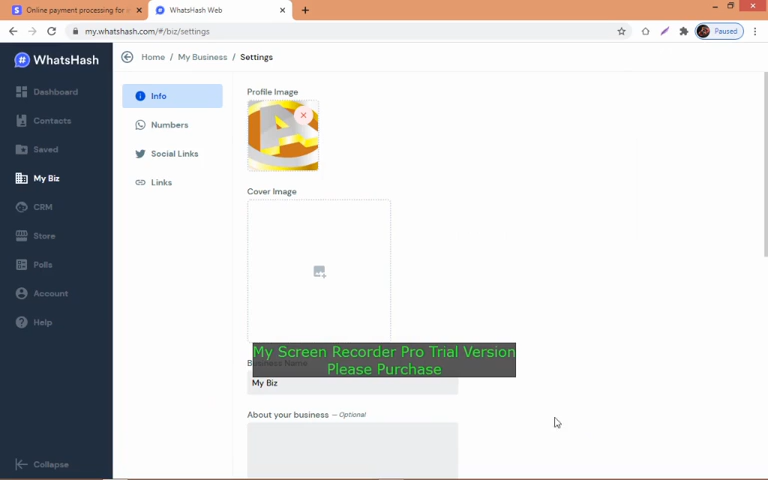 Online payment processing for
WhatsHash Web
my.whatshash.com/#/biz/settings
Paused
WhatsHash
Home / My Business / Settings
Dashboard
Contacts
Saved
My Biz
CRM
Store
Polls
Account
Help
Collapse
Info
Numbers
Social Links
Links
Profile Image
A
Cover Image
My Screen Recorder Pro Trial Version
Please Purchase
Business Name
My Biz
About your business — Optional